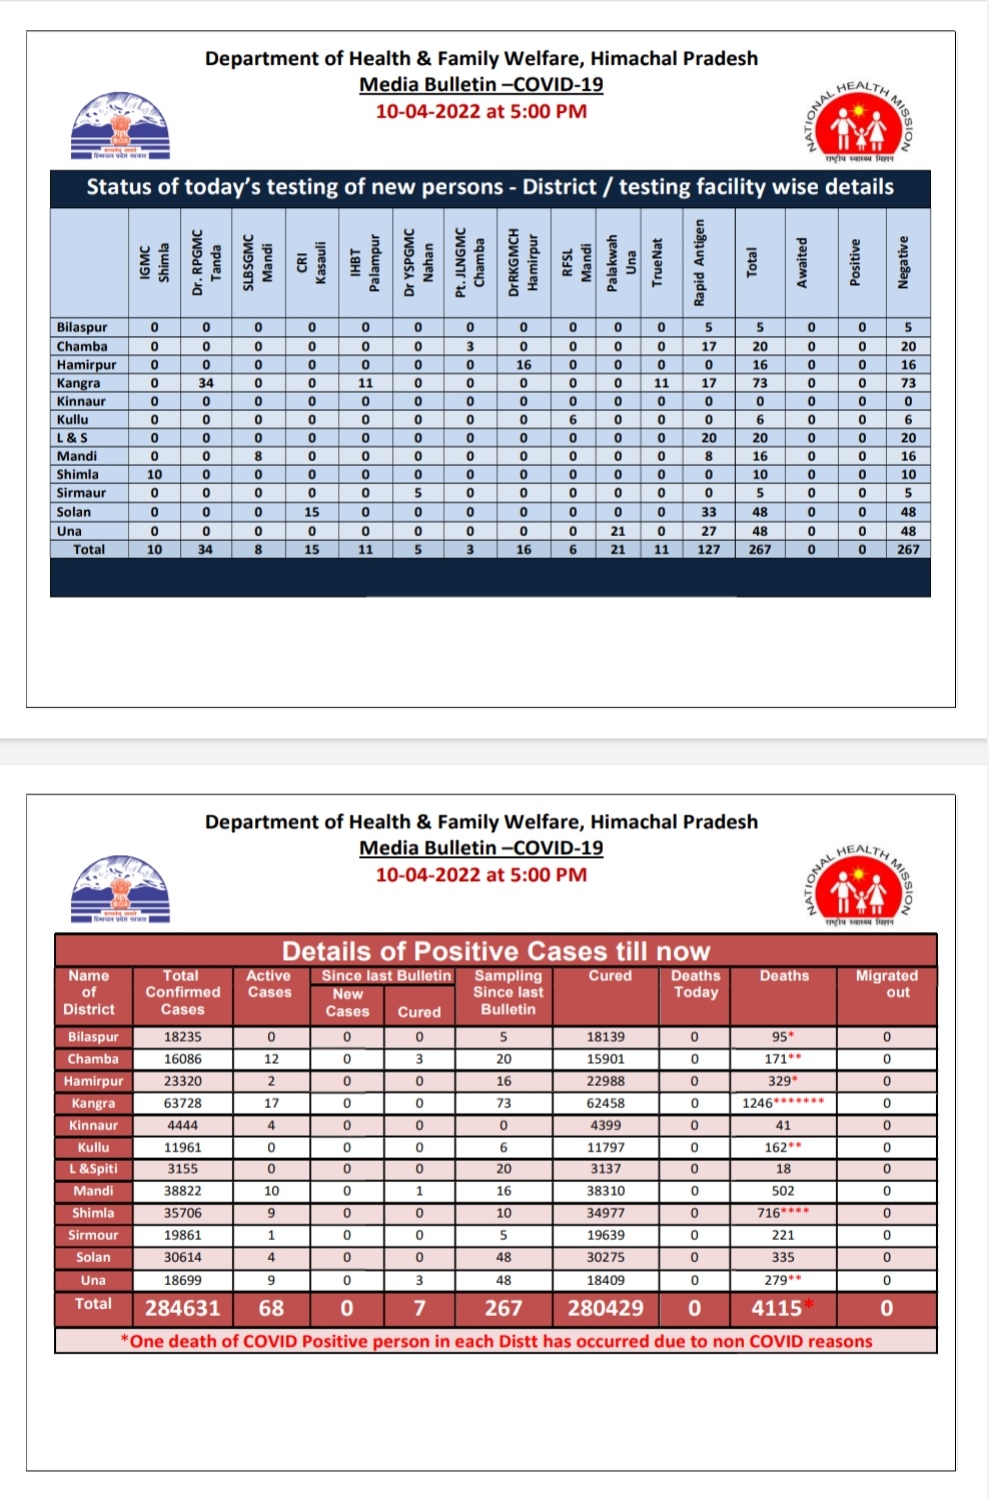 Department of Health & Family Welfare, Himachal Pradesh
Media Bulletin –COVID-19
10-04-2022 at 5:00 PM
NATIONAL HEALTH MISSION
राष्ट्रीय स्वास्थ्य मिशन
हिमाचल प्रदेश सरकार
Status of today's testing of new persons - District / testing facility wise details
IGMC Shimla Dr. RPGMC Tanda SLBSGMC Mandi CRI Kasauli IHBT Palampur Dr YSPGMC Nahan Pt. JLNGMC Chamba DrRKGMCH Hamirpur RFSL Mandi Palakwah Una TrueNat Rapid Antigen Total Awaited Positive Negative
Bilaspur 0 0 0 0 0 0 0 0 0 0 0 5 5 0 0 5
Chamba 0 0 0 0 0 0 3 0 0 0 0 17 20 0 0 20
Hamirpur 0 0 0 0 0 0 0 16 0 0 0 0 16 0 0 16
Kangra 0 34 0 0 11 0 0 0 0 0 11 17 73 0 0 73
Kinnaur 0 0 0 0 0 0 0 0 0 0 0 0 0 0 0 0
Kullu 0 0 0 0 0 0 0 0 6 0 0 0 6 0 0 6
L & S 0 0 0 0 0 0 0 0 0 0 0 20 20 0 0 20
Mandi 0 0 8 0 0 0 0 0 0 0 0 8 16 0 0 16
Shimla 10 0 0 0 0 0 0 0 0 0 0 0 10 0 0 10
Sirmaur 0 0 0 0 0 5 0 0 0 0 0 0 5 0 0 5
Solan 0 0 0 15 0 0 0 0 0 0 0 33 48 0 0 48
Una 0 0 0 0 0 0 0 0 0 21 0 27 48 0 0 48
Total 10 34 8 15 11 5 3 16 6 21 11 127 267 0 0 267
Department of Health & Family Welfare, Himachal Pradesh
Media Bulletin –COVID-19
10-04-2022 at 5:00 PM
NATIONAL HEALTH MISSION
राष्ट्रीय स्वास्थ्य मिशन
हिमाचल प्रदेश सरकार
Details of Positive Cases till now
Name of District Total Confirmed Cases Active Cases Since last Bulletin New Cases Cured Sampling Since last Bulletin Cured Deaths Today Deaths Migrated out
Bilaspur 18235 0 0 0 5 18139 0 95* 0
Chamba 16086 12 0 3 20 15901 0 171** 0
Hamirpur 23320 2 0 0 16 22988 0 329* 0
Kangra 63728 17 0 0 73 62458 0 1246******* 0
Kinnaur 4444 4 0 0 0 4399 0 41 0
Kullu 11961 0 0 0 6 11797 0 162** 0
L &Spiti 3155 0 0 0 20 3137 0 18 0
Mandi 38822 10 0 1 16 38310 0 502 0
Shimla 35706 9 0 0 10 34977 0 716**** 0
Sirmour 19861 1 0 0 5 19639 0 221 0
Solan 30614 4 0 0 48 30275 0 335 0
Una 18699 9 0 3 48 18409 0 279** 0
Total 284631 68 0 7 267 280429 0 4115* 0
*One death of COVID Positive person in each Distt has occurred due to non COVID reasons